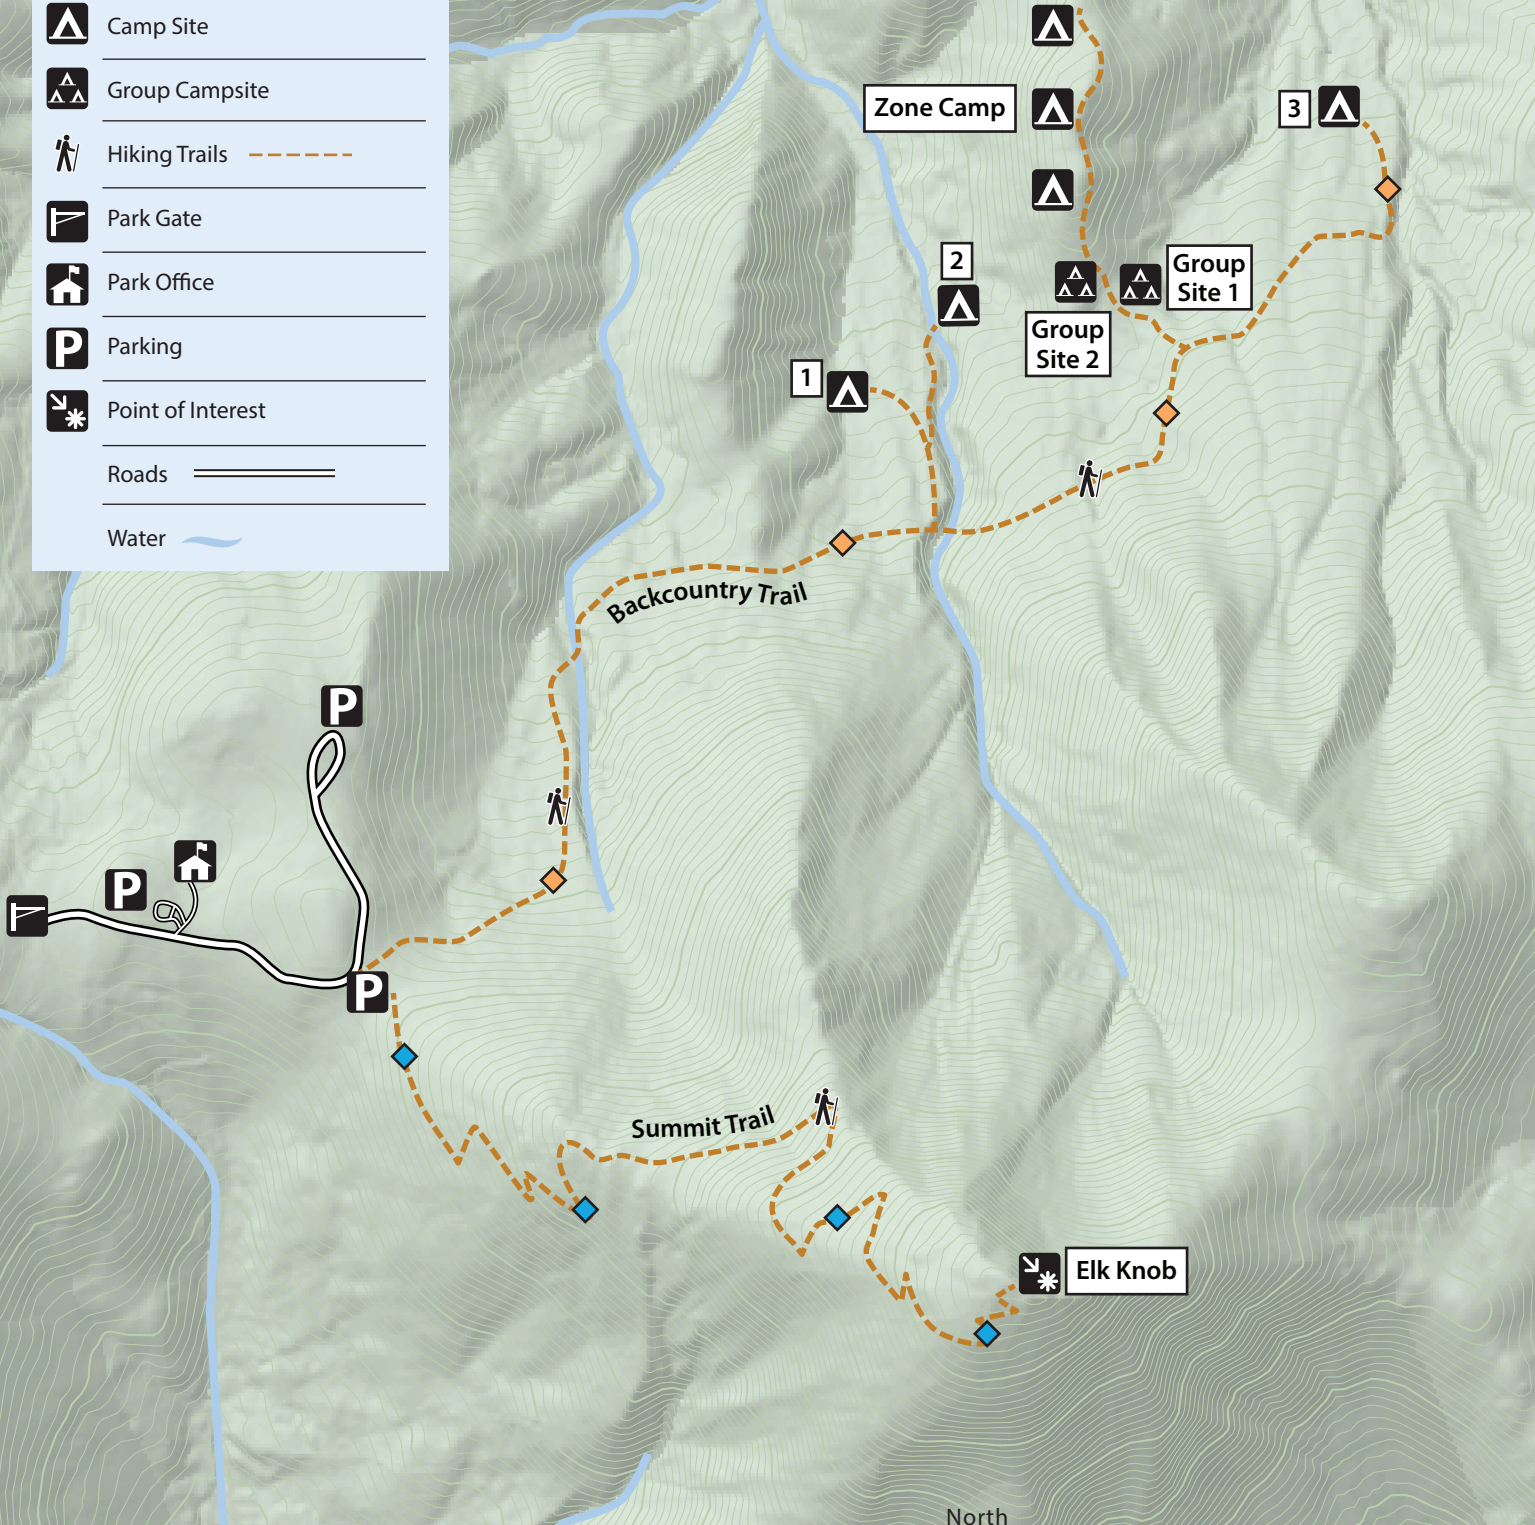 Camp Site
Group Campsite
Hiking Trails
Park Gate
Park Office
P
Parking
Point of Interest
Roads
Water
Zone Camp
3
2
Group
Site 1
Group
Site 2
1
Backcountry Trail
P
P
P
Summit Trail
Elk Knob
North